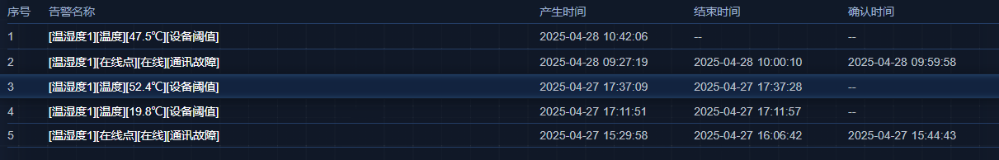 序号 告警名称 产生时间 结束时间 确认时间
1 [温湿度1][温度][47.5℃][设备阈值] 2025-04-28 10:42:06 -- --
2 [温湿度1][在线点][在线][通讯故障] 2025-04-28 09:27:19 2025-04-28 10:00:10 2025-04-28 09:59:58
3 [温湿度1][温度][52.4℃][设备阈值] 2025-04-27 17:37:09 2025-04-27 17:37:28 --
4 [温湿度1][温度][19.8℃][设备阈值] 2025-04-27 17:11:51 2025-04-27 17:11:57 --
5 [温湿度1][在线点][在线][通讯故障] 2025-04-27 15:29:58 2025-04-27 16:06:42 2025-04-27 15:44:43